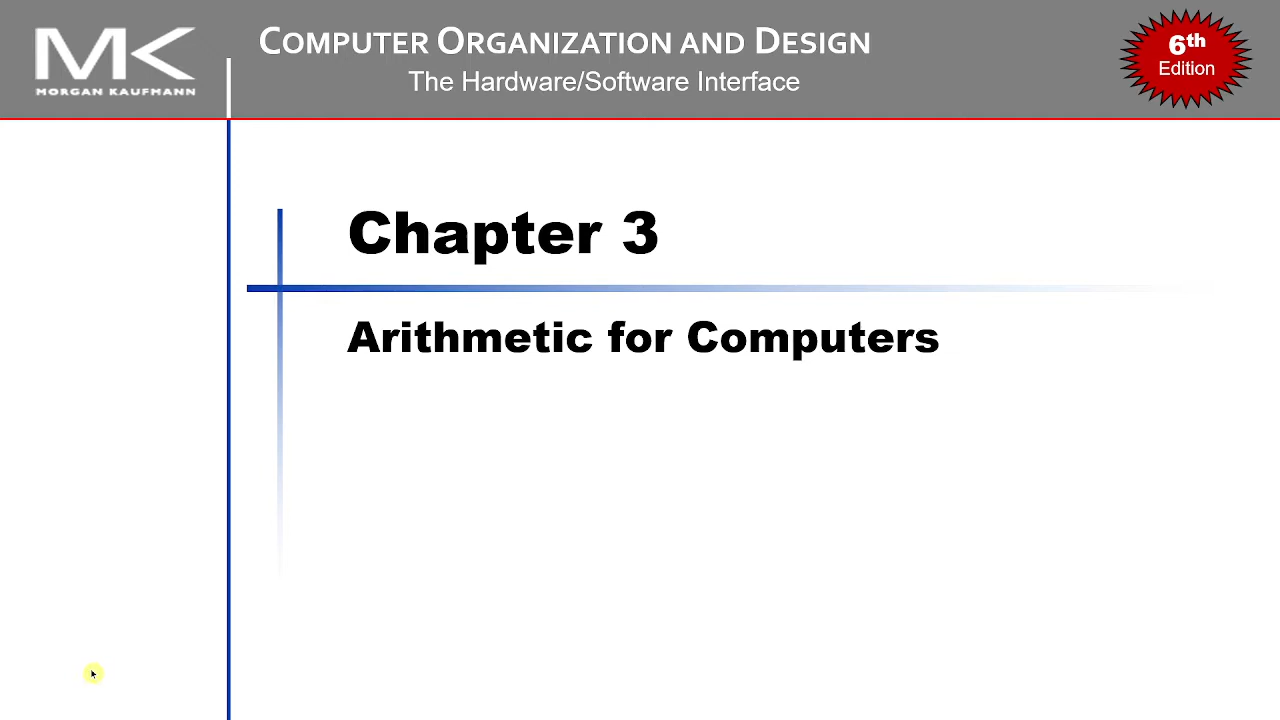 MK
MORGAN KAUFMANN
COMPUTER ORGANIZATION AND DESIGN
The Hardware/Software Interface
6th
Edition
Chapter 3
Arithmetic for Computers